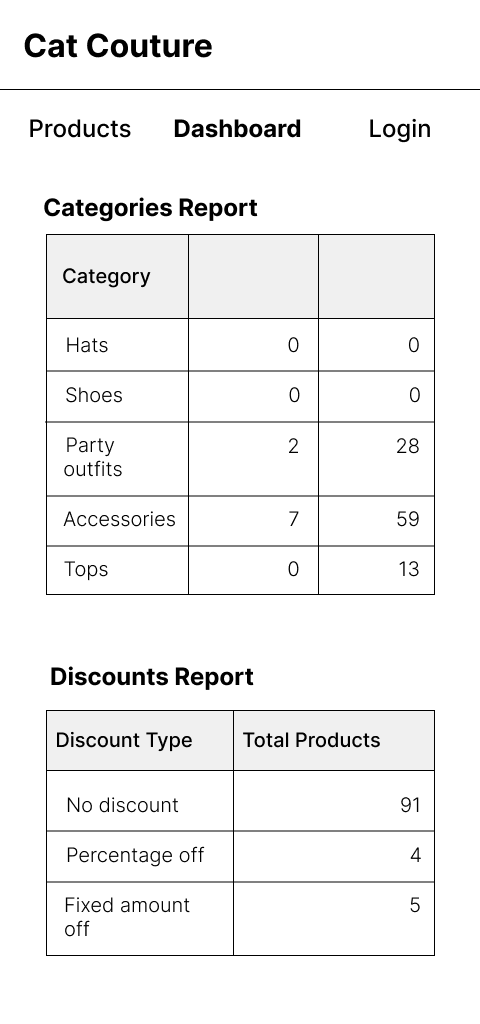 Cat Couture
Products Dashboard Login
Categories Report
Category
Hats 0 0
Shoes 0 0
Party 2 28
outfits
Accessories 7 59
Tops 0 13
Discounts Report
Discount Type Total Products
No discount 91
Percentage off 4
Fixed amount 5
off